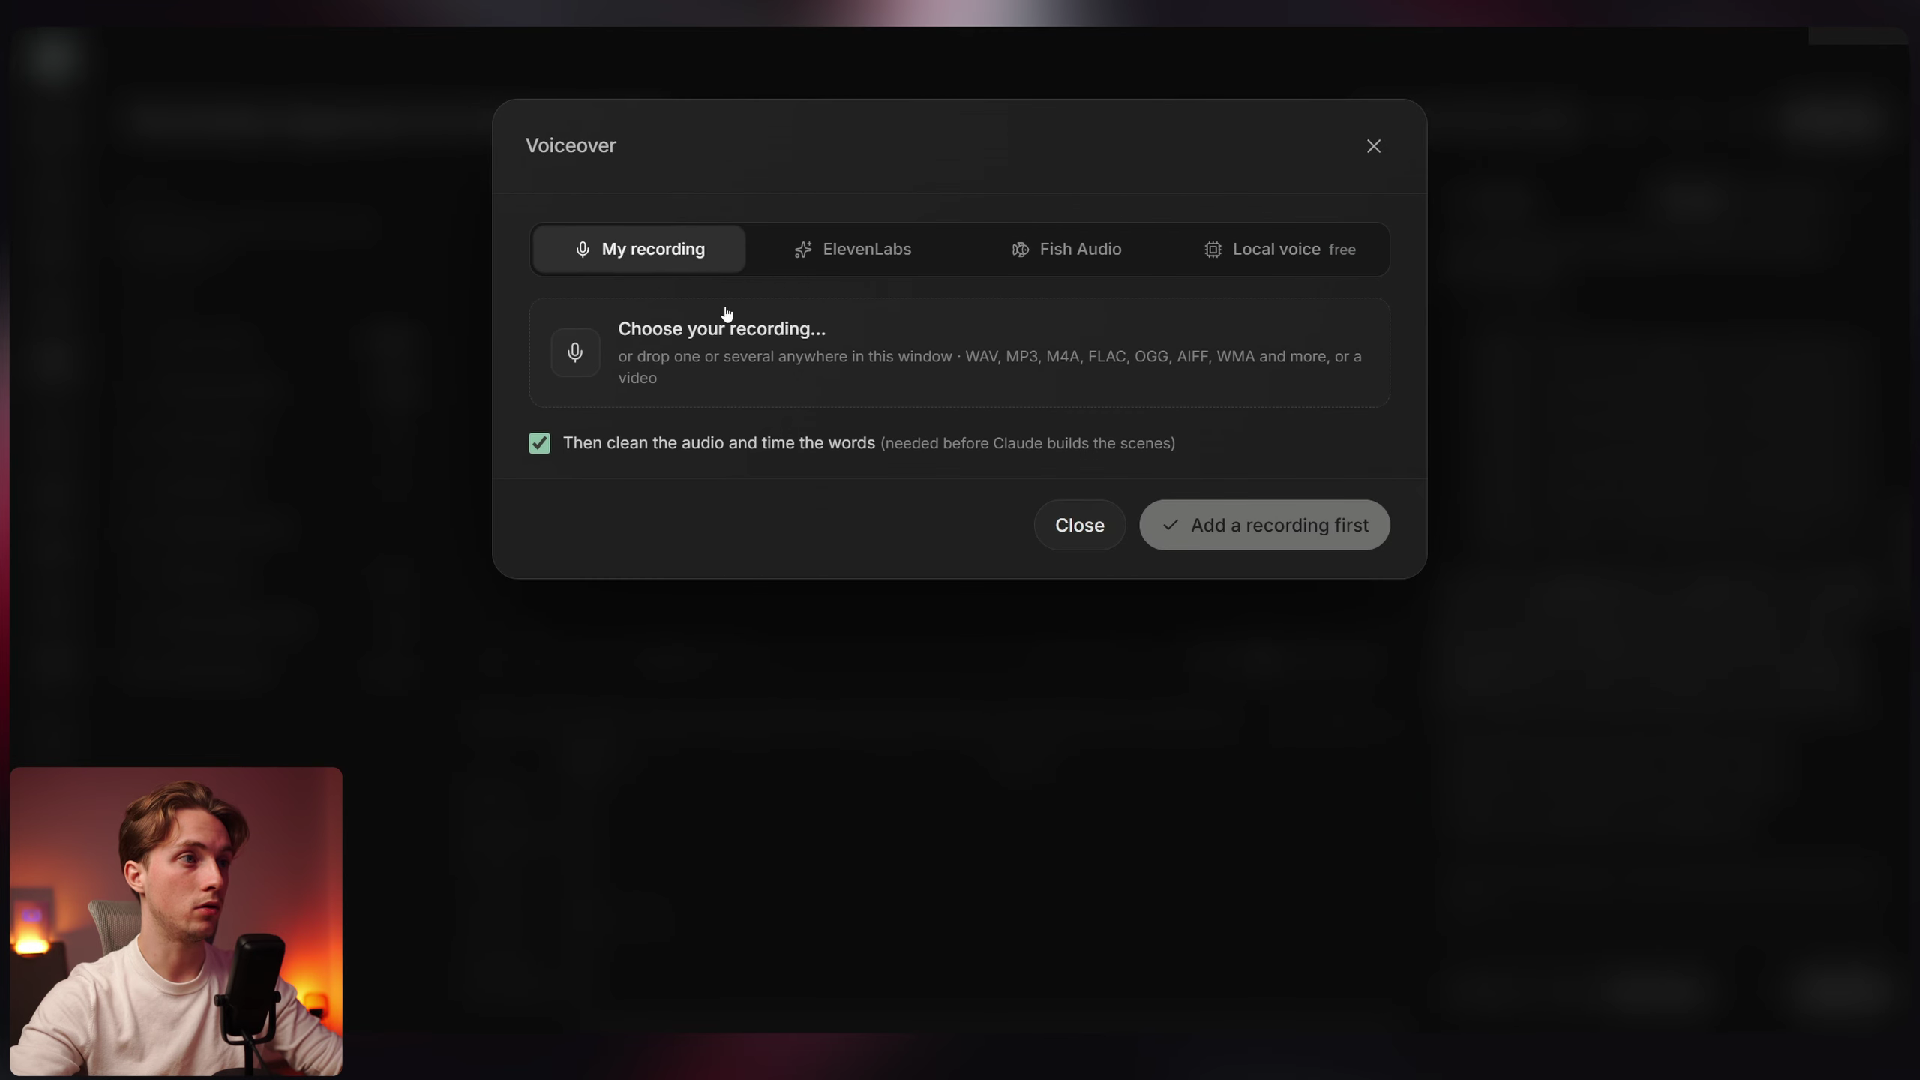 Voiceover
My recording
ElevenLabs
Fish Audio
Local voice free
Choose your recording...
or drop one or several anywhere in this window · WAV, MP3, M4A, FLAC, OGG, AIFF, WMA and more, or a
video
Then clean the audio and time the words (needed before Claude builds the scenes)
Close
Add a recording first